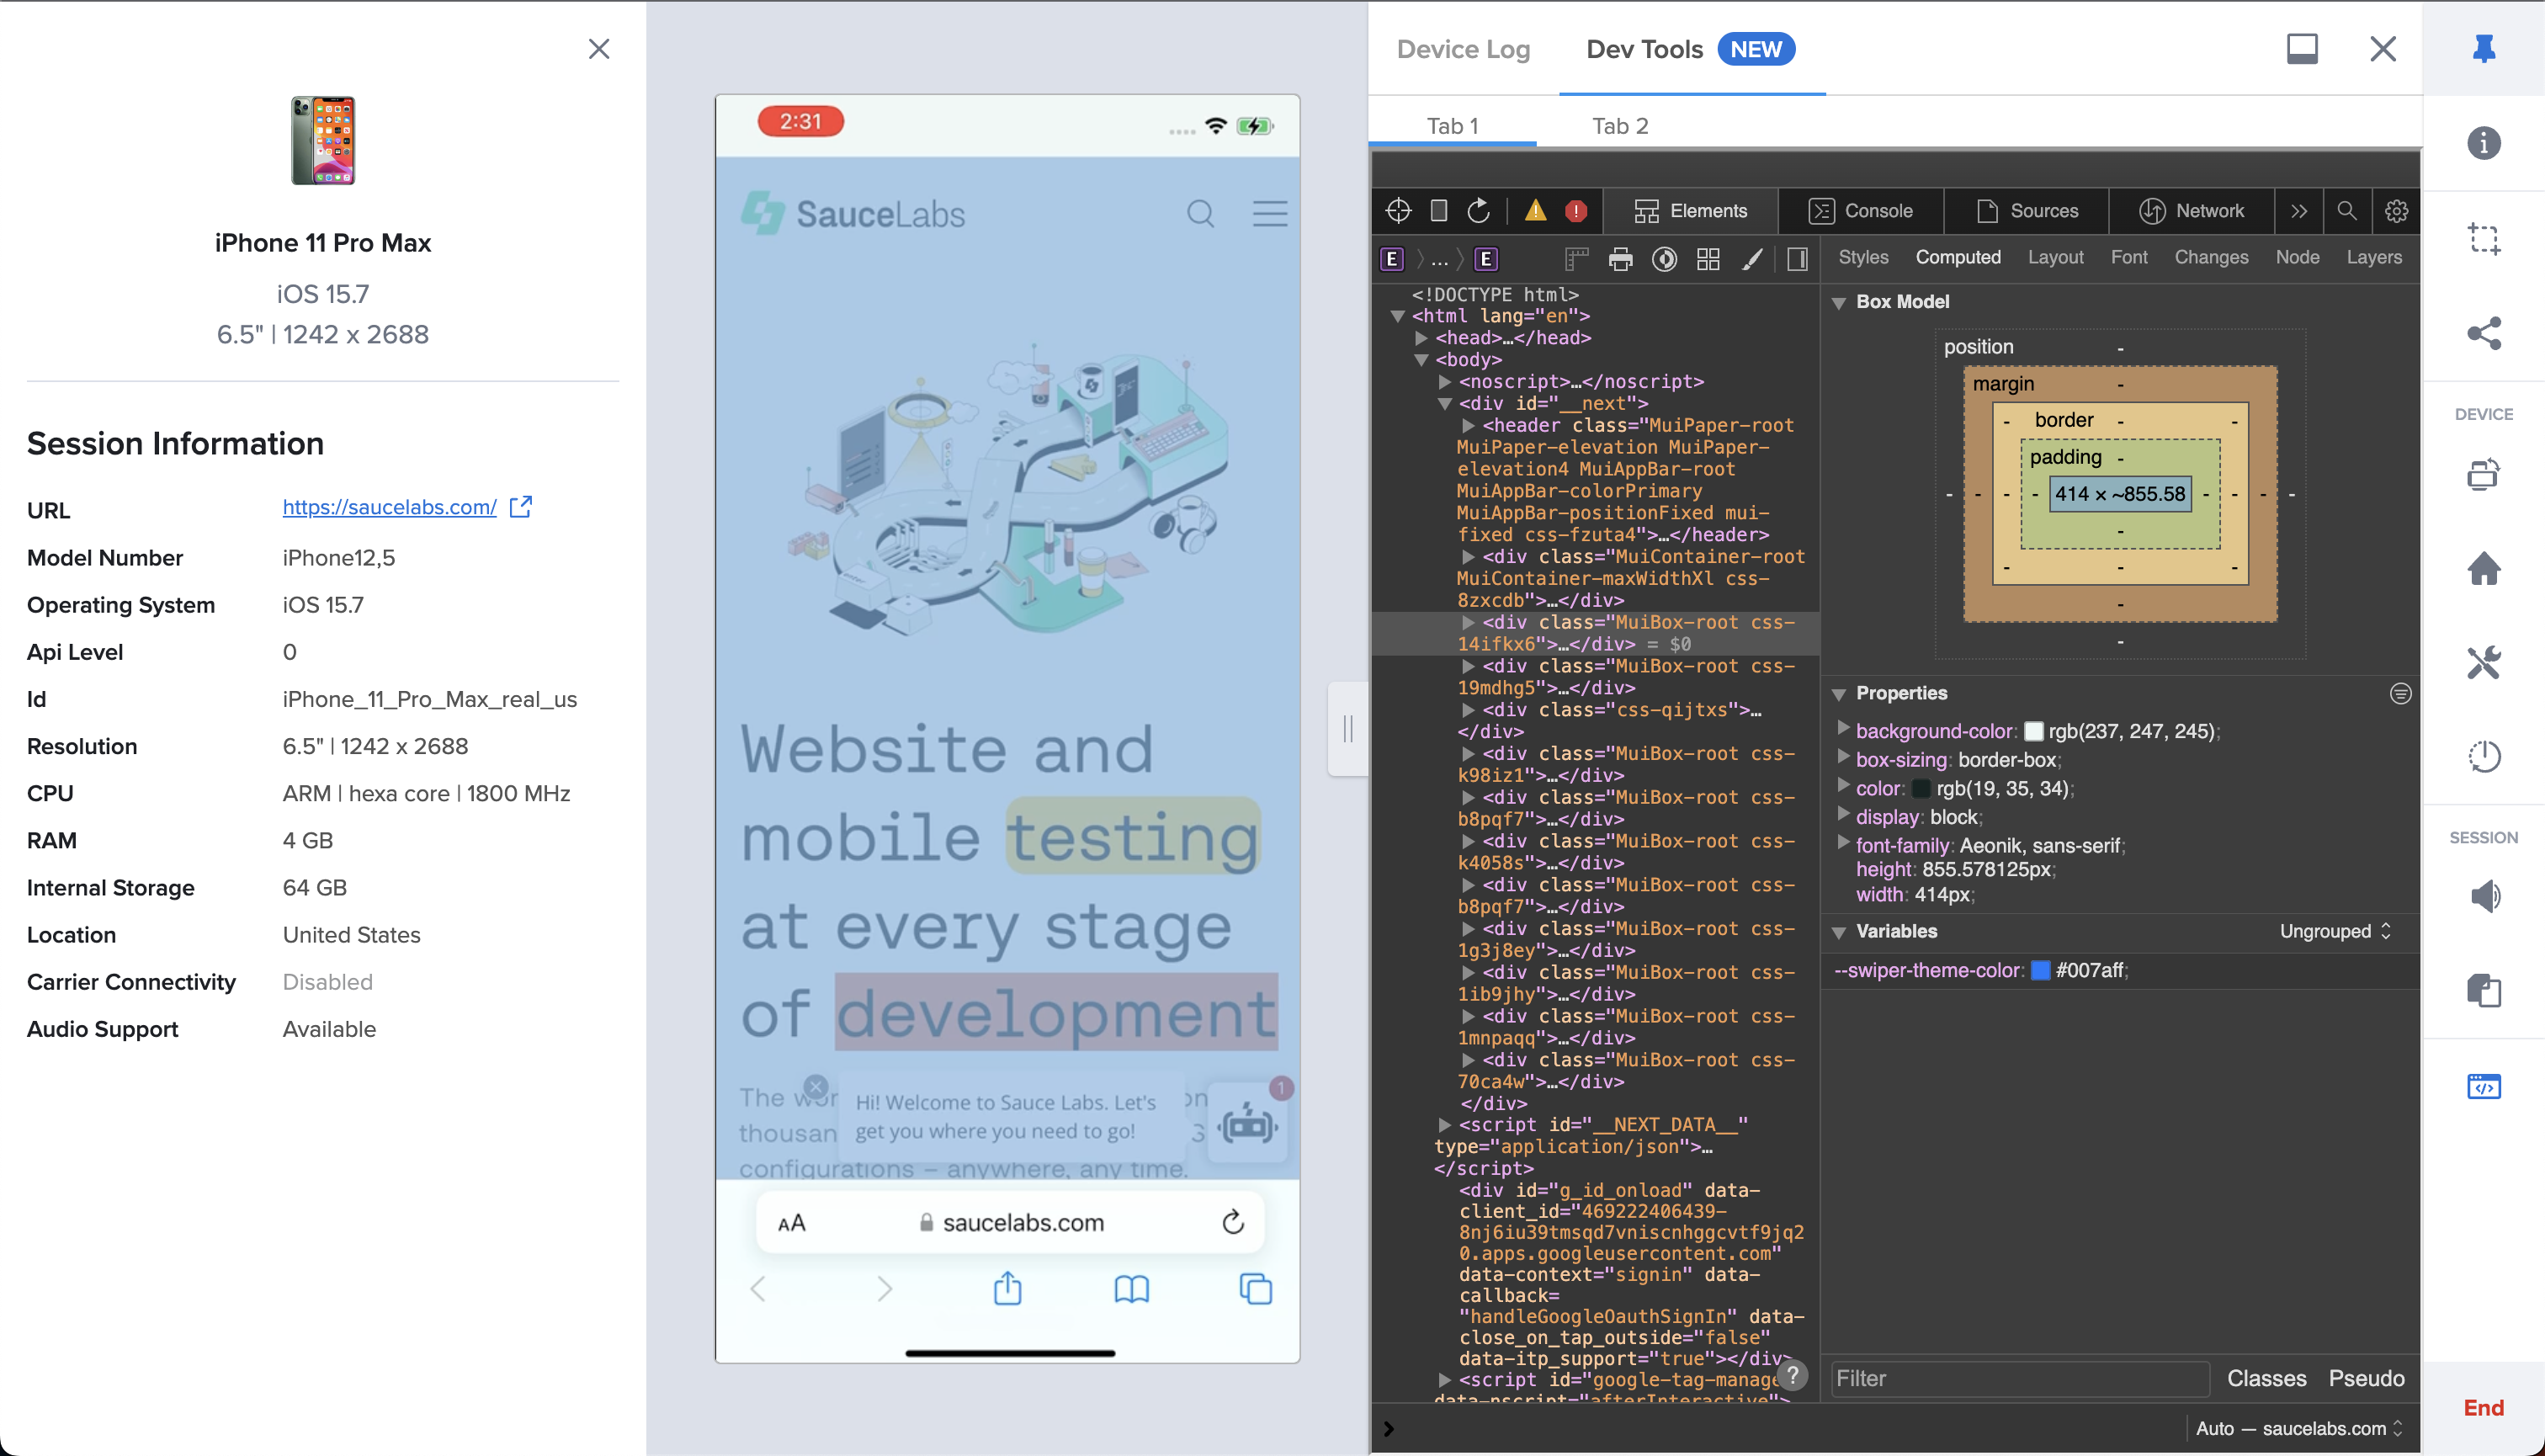 iPhone 11 Pro Max
iOS 15.7
6.5" | 1242 x 2688
Session Information
URL https://saucelabs.com/
Model Number iPhone12,5
Operating System iOS 15.7
Api Level 0
Id iPhone_11_Pro_Max_real_us
Resolution 6.5" | 1242 x 2688
CPU ARM | hexa core | 1800 MHz
RAM 4 GB
Internal Storage 64 GB
Location United States
Carrier Connectivity Disabled
Audio Support Available
2:31
SauceLabs
Website and
mobile testing
at every stage
of development
The
thousan
configurations – anywhere, any time.
Hi! Welcome to Sauce Labs. Let's
get you where you need to go!
1
AA saucelabs.com
Device Log Dev Tools NEW
Tab 1 Tab 2
Elements Console Sources Network
E ... E
Styles Computed Layout Font Changes Node Layers
<!DOCTYPE html>
<html lang="en">
<head>…</head>
<body>
<noscript>…</noscript>
<div id="__next">
<header class="MuiPaper-root
MuiPaper-elevation MuiPaper-
elevation4 MuiAppBar-root
MuiAppBar-colorPrimary
MuiAppBar-positionFixed mui-
fixed css-fzuta4">…</header>
<div class="MuiContainer-root
MuiContainer-maxWidthXl css-
8zxcdb">…</div>
<div class="MuiBox-root css-
14ifkx6">…</div> = $0
<div class="MuiBox-root css-
19mdhg5">…</div>
<div class="css-qijtxs">…
</div>
<div class="MuiBox-root css-
k98iz1">…</div>
<div class="MuiBox-root css-
b8pqf7">…</div>
<div class="MuiBox-root css-
k4058s">…</div>
<div class="MuiBox-root css-
b8pqf7">…</div>
<div class="MuiBox-root css-
1g3j8ey">…</div>
<div class="MuiBox-root css-
1ib9jhy">…</div>
<div class="MuiBox-root css-
1mnpaqq">…</div>
<div class="MuiBox-root css-
70ca4w">…</div>
</div>
<script id="__NEXT_DATA__"
type="application/json">…
</script>
<div id="g_id_onload" data-
client_id="469222406439-
8nj6iu39tmsqd7vniscnhggcvtf9jq2
0.apps.googleusercontent.com"
data-context="signin" data-
callback=
"handleGoogleOauthSignIn" data-
close_on_tap_outside="false"
data-itp_support="true"></div>
<script id="google-tag-manage
data-nscript="afterInteractive">
?
Box Model
position -
margin -
- border - -
padding -
- - - - 414 × ~855.58 - - - -
-
- - -
-
-
Properties
background-color: rgb(237, 247, 245);
box-sizing: border-box;
color: rgb(19, 35, 34);
display: block;
font-family: Aeonik, sans-serif;
height: 855.578125px;
width: 414px;
Variables Ungrouped
--swiper-theme-color: #007aff;
Filter Classes Pseudo
Auto — saucelabs.com
DEVICE
SESSION
End